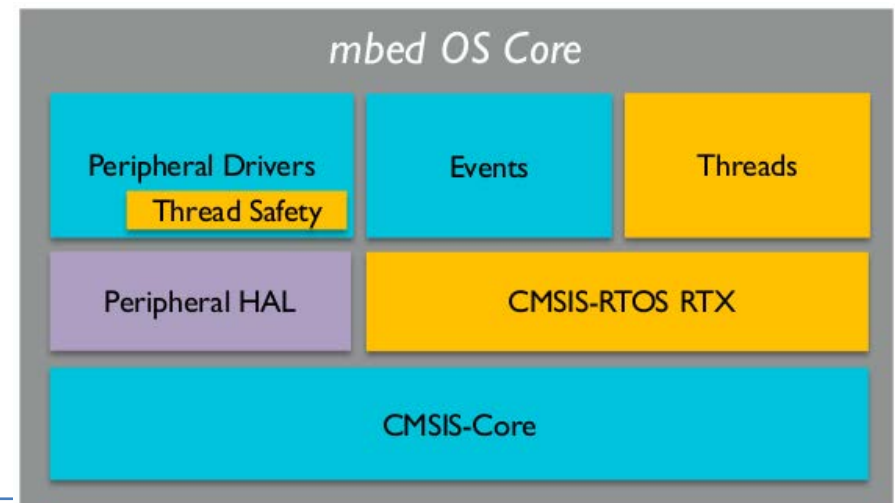 mbed OS Core
Peripheral Drivers
Thread Safety
Events
Threads
Peripheral HAL
CMSIS-RTOS RTX
CMSIS-Core